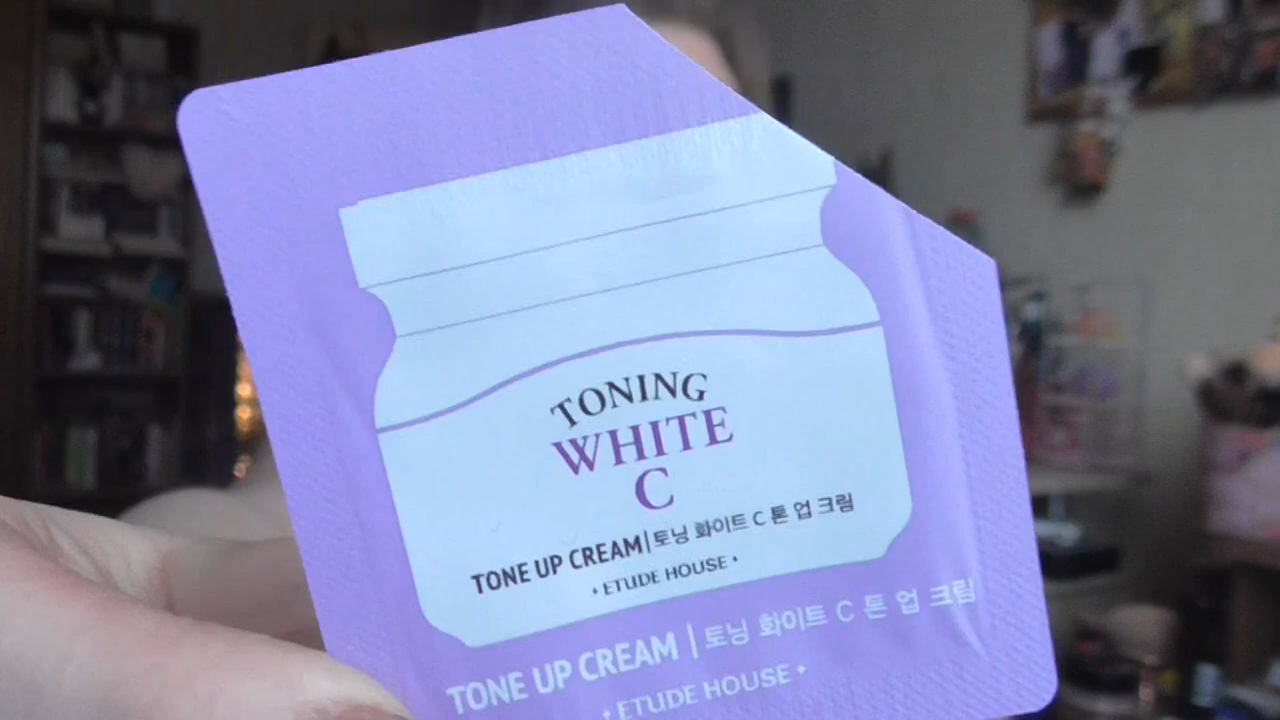 TONING
WHITE
C
TONE UP CREAM|토닝 화이트 C 톤 업 크림
ETUDE HOUSE
TONE UP CREAM | 토닝 화이트 C 톤 업 크림
ETUDE HOUSE